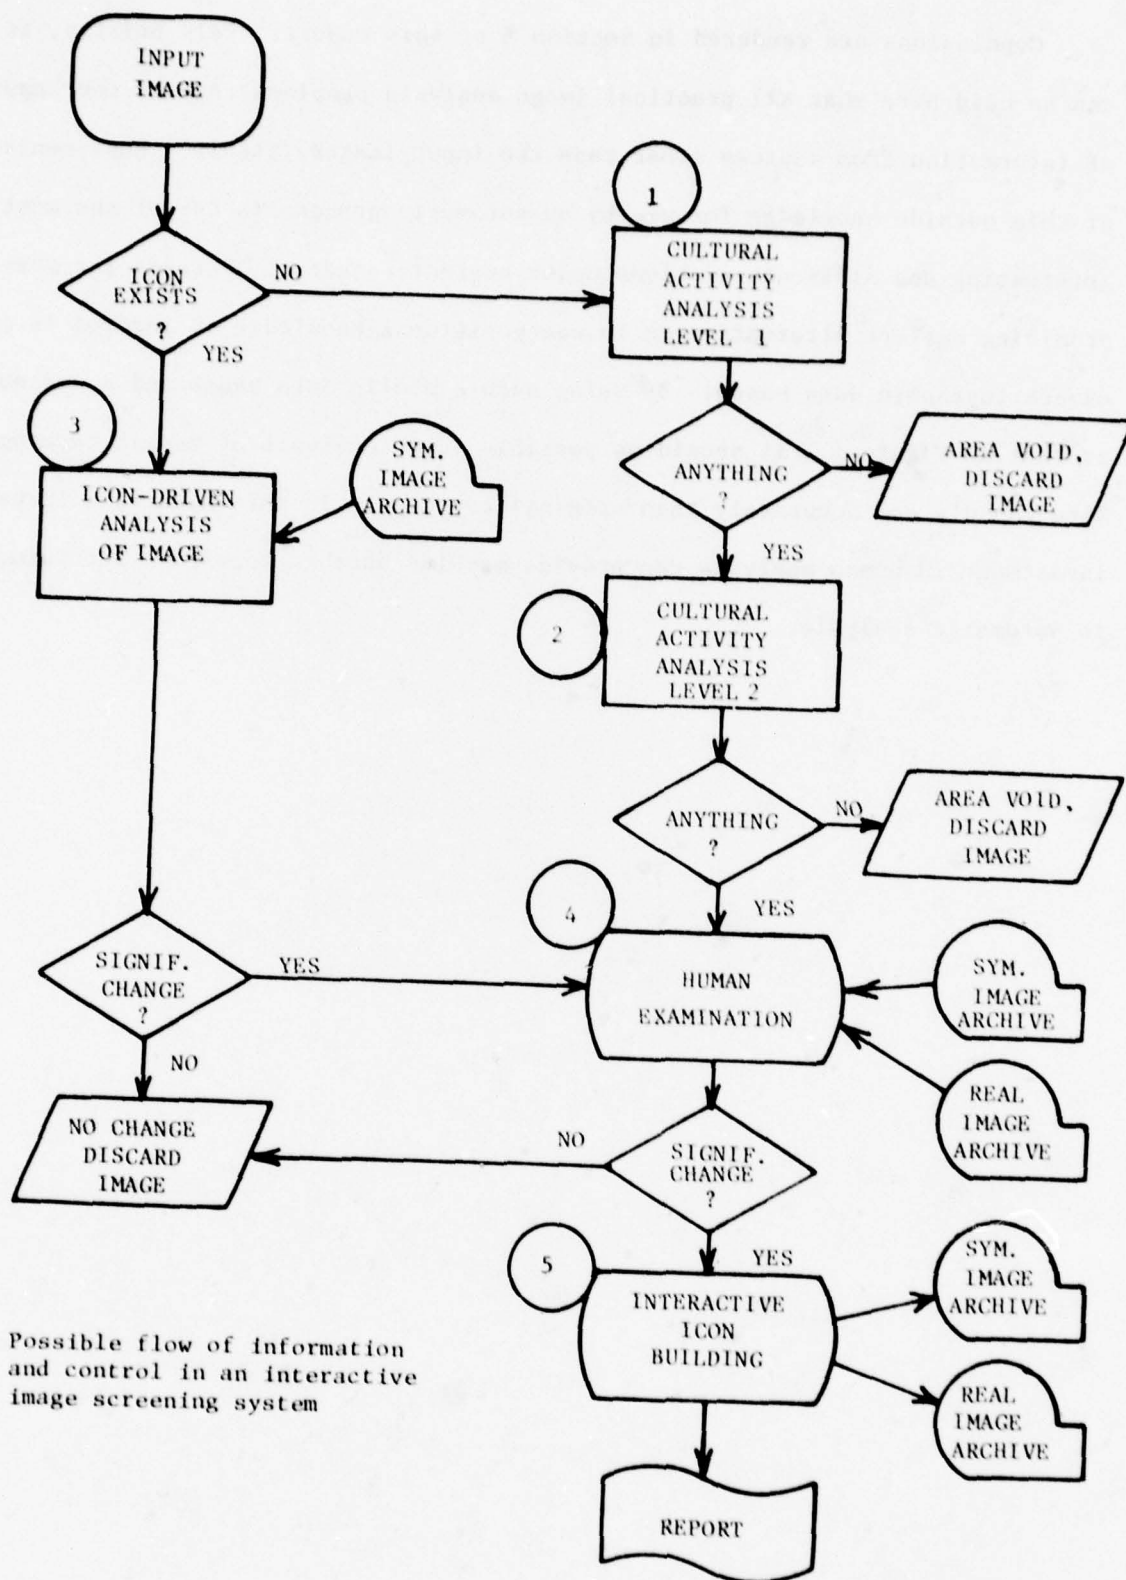 INPUT
IMAGE
ICON
EXISTS
?
NO
YES
1
CULTURAL
ACTIVITY
ANALYSIS
LEVEL 1
ANYTHING
?
NO
AREA VOID,
DISCARD
IMAGE
YES
3
ICON-DRIVEN
ANALYSIS
OF IMAGE
SYM.
IMAGE
ARCHIVE
2
CULTURAL
ACTIVITY
ANALYSIS
LEVEL 2
ANYTHING
?
NO
AREA VOID,
DISCARD
IMAGE
YES
SIGNIF.
CHANGE
?
YES
NO
NO CHANGE
DISCARD
IMAGE
4
HUMAN
EXAMINATION
SYM.
IMAGE
ARCHIVE
REAL
IMAGE
ARCHIVE
SIGNIF.
CHANGE
?
NO
YES
5
INTERACTIVE
ICON
BUILDING
SYM.
IMAGE
ARCHIVE
REAL
IMAGE
ARCHIVE
REPORT
Possible flow of information
and control in an interactive
image screening system